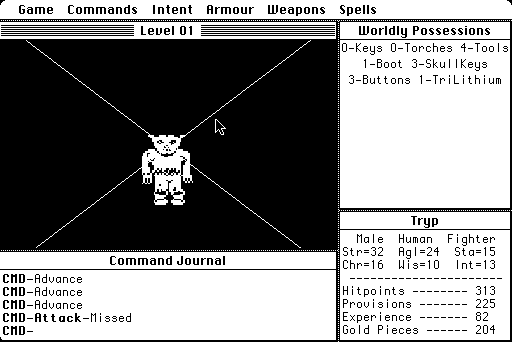 Game Commands Intent Armour Weapons Spells
Level 01
Worldly Possessions
0-Keys 0-Torches 4-Tools
1-Boot 3-SkullKeys
3-Buttons 1-TriLithium
Tryp
Male Human Fighter
Str=32 Agl=24 Sta=15
Chr=16 Wis=10 Int=13
Hitpoints -------- 313
Provisions ------- 225
Experience ------- 82
Gold Pieces ------ 204
Command Journal
CMD-Advance
CMD-Advance
CMD-Advance
CMD-Attack-Missed
CMD-